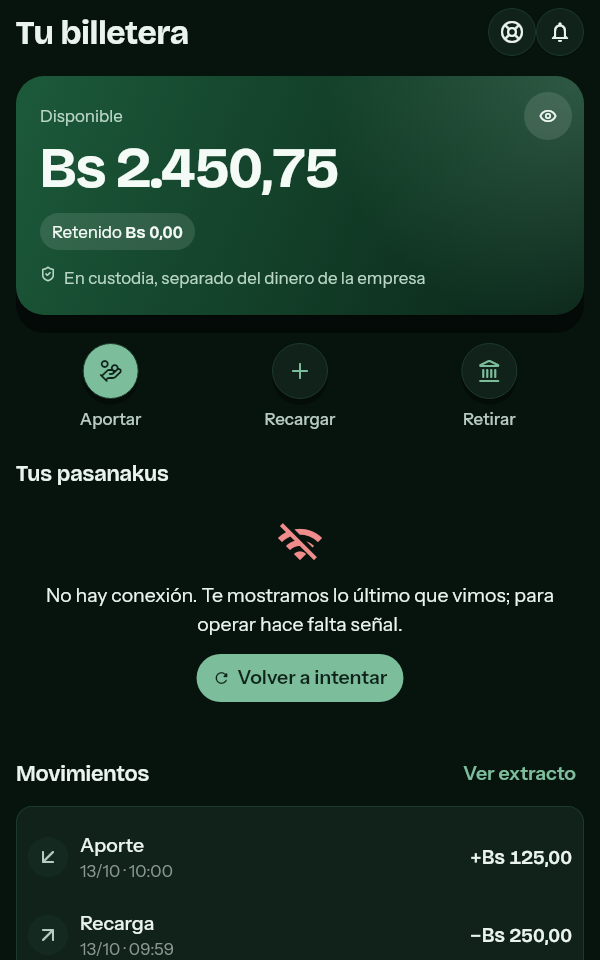 Tu billetera
Disponible
Bs 2.450,75
Retenido Bs 0,00
En custodia, separado del dinero de la empresa
Aportar
Recargar
Retirar
Tus pasanakus
No hay conexión. Te mostramos lo último que vimos; para
operar hace falta señal.
Volver a intentar
Movimientos
Ver extracto
Aporte
13/10 · 10:00
+Bs 125,00
Recarga
13/10 · 09:59
−Bs 250,00